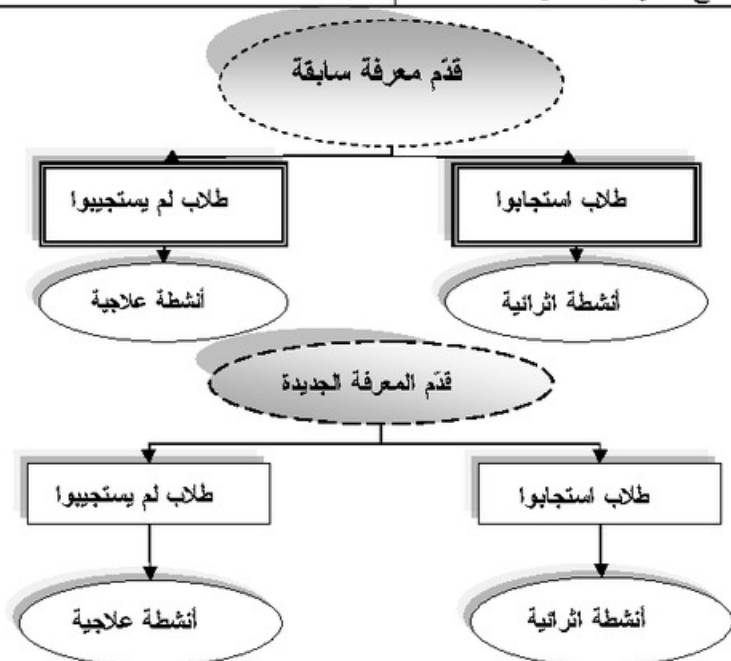 قدّم معرفة سابقة
طلاب استجابوا
طلاب لم يستجيبوا
أنشطة اثرائية
أنشطة علاجية
قدّم المعرفة الجديدة
طلاب استجابوا
طلاب لم يستجيبوا
أنشطة اثرائية
أنشطة علاجية